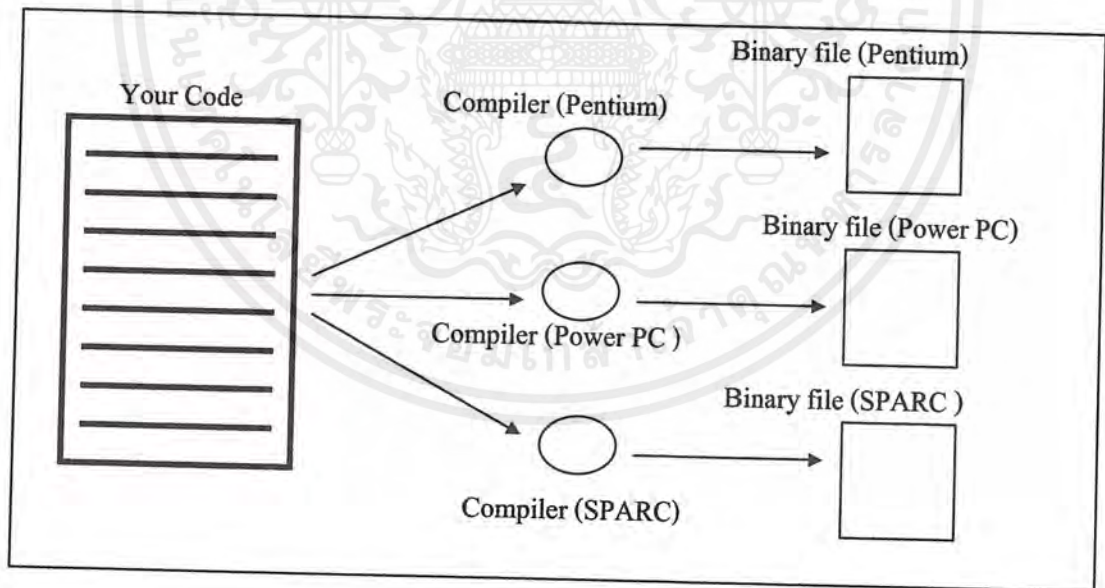 Binary file (Pentium)
Your Code
Compiler (Pentium)
Binary file (Power PC)
Compiler (Power PC )
Binary file (SPARC )
Compiler (SPARC)